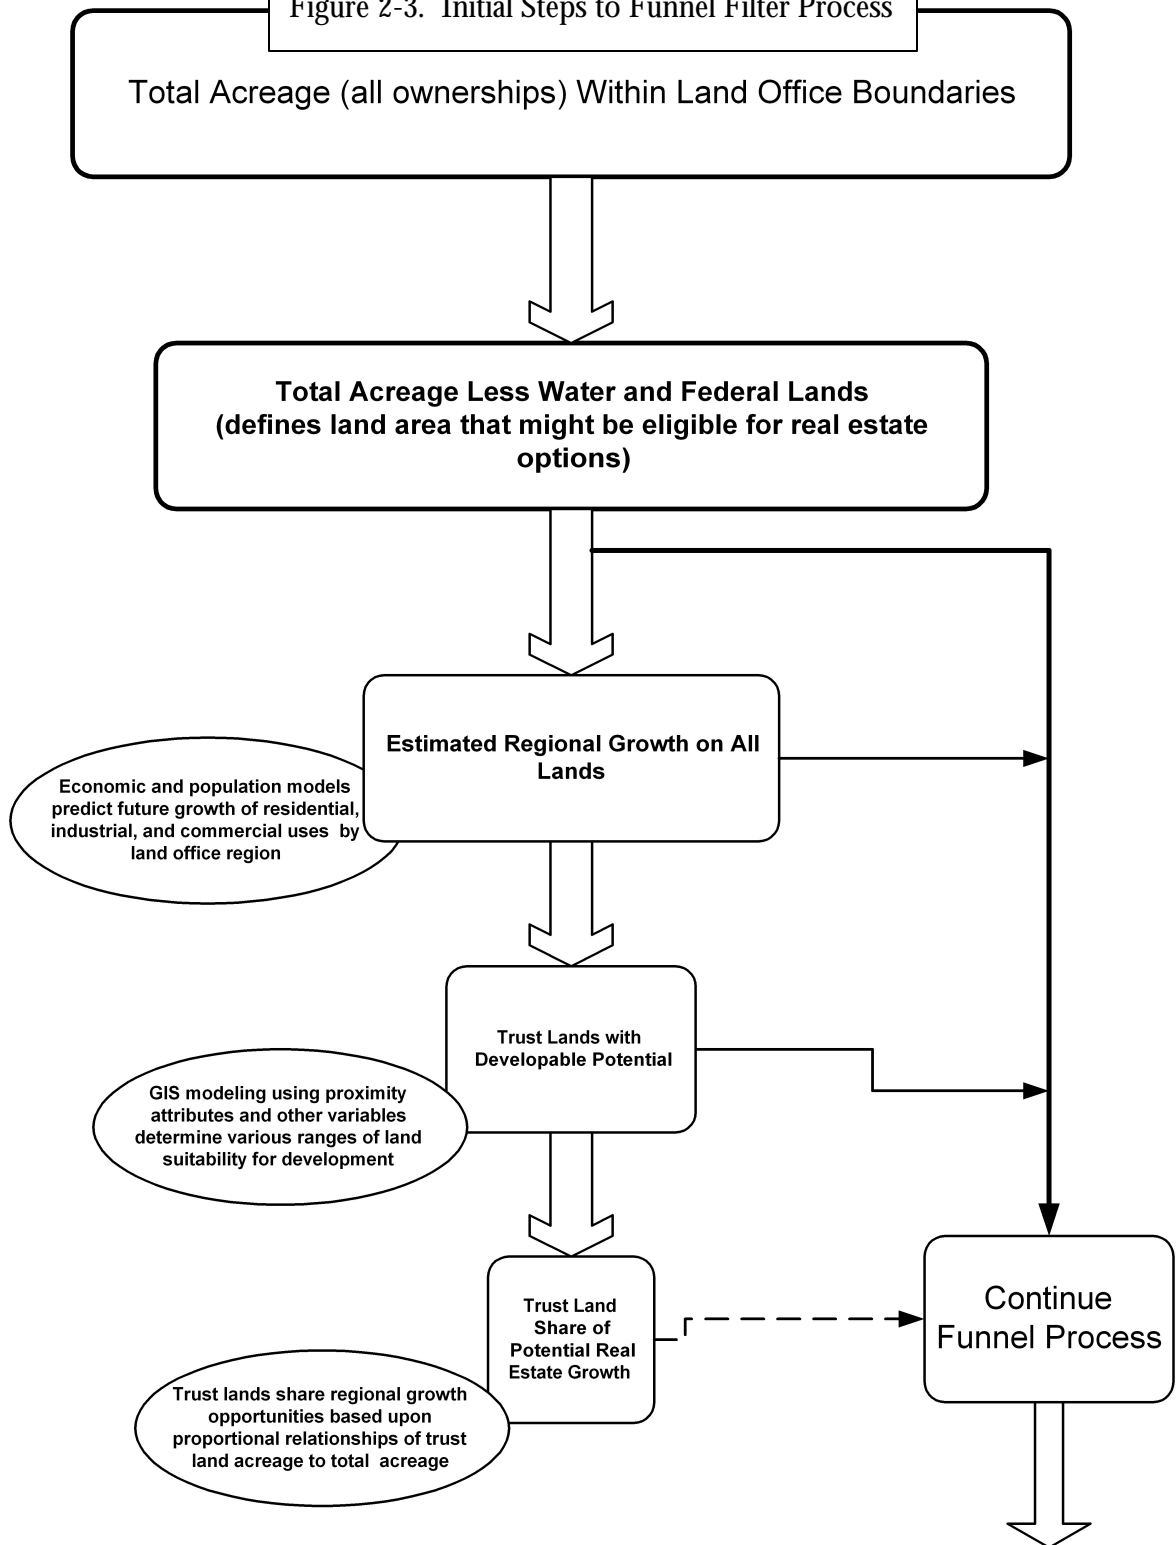 Figure 2-3. Initial Steps to Funnel Filter Process
Total Acreage (all ownerships) Within Land Office Boundaries
Total Acreage Less Water and Federal Lands
(defines land area that might be eligible for real estate
options)
Estimated Regional Growth on All
Lands
Economic and population models
predict future growth of residential,
industrial, and commercial uses by
land office region
Trust Lands with
Developable Potential
GIS modeling using proximity
attributes and other variables
determine various ranges of land
suitability for development
Trust Land
Share of
Potential Real
Estate Growth
Continue
Funnel Process
Trust lands share regional growth
opportunities based upon
proportional relationships of trust
land acreage to total acreage